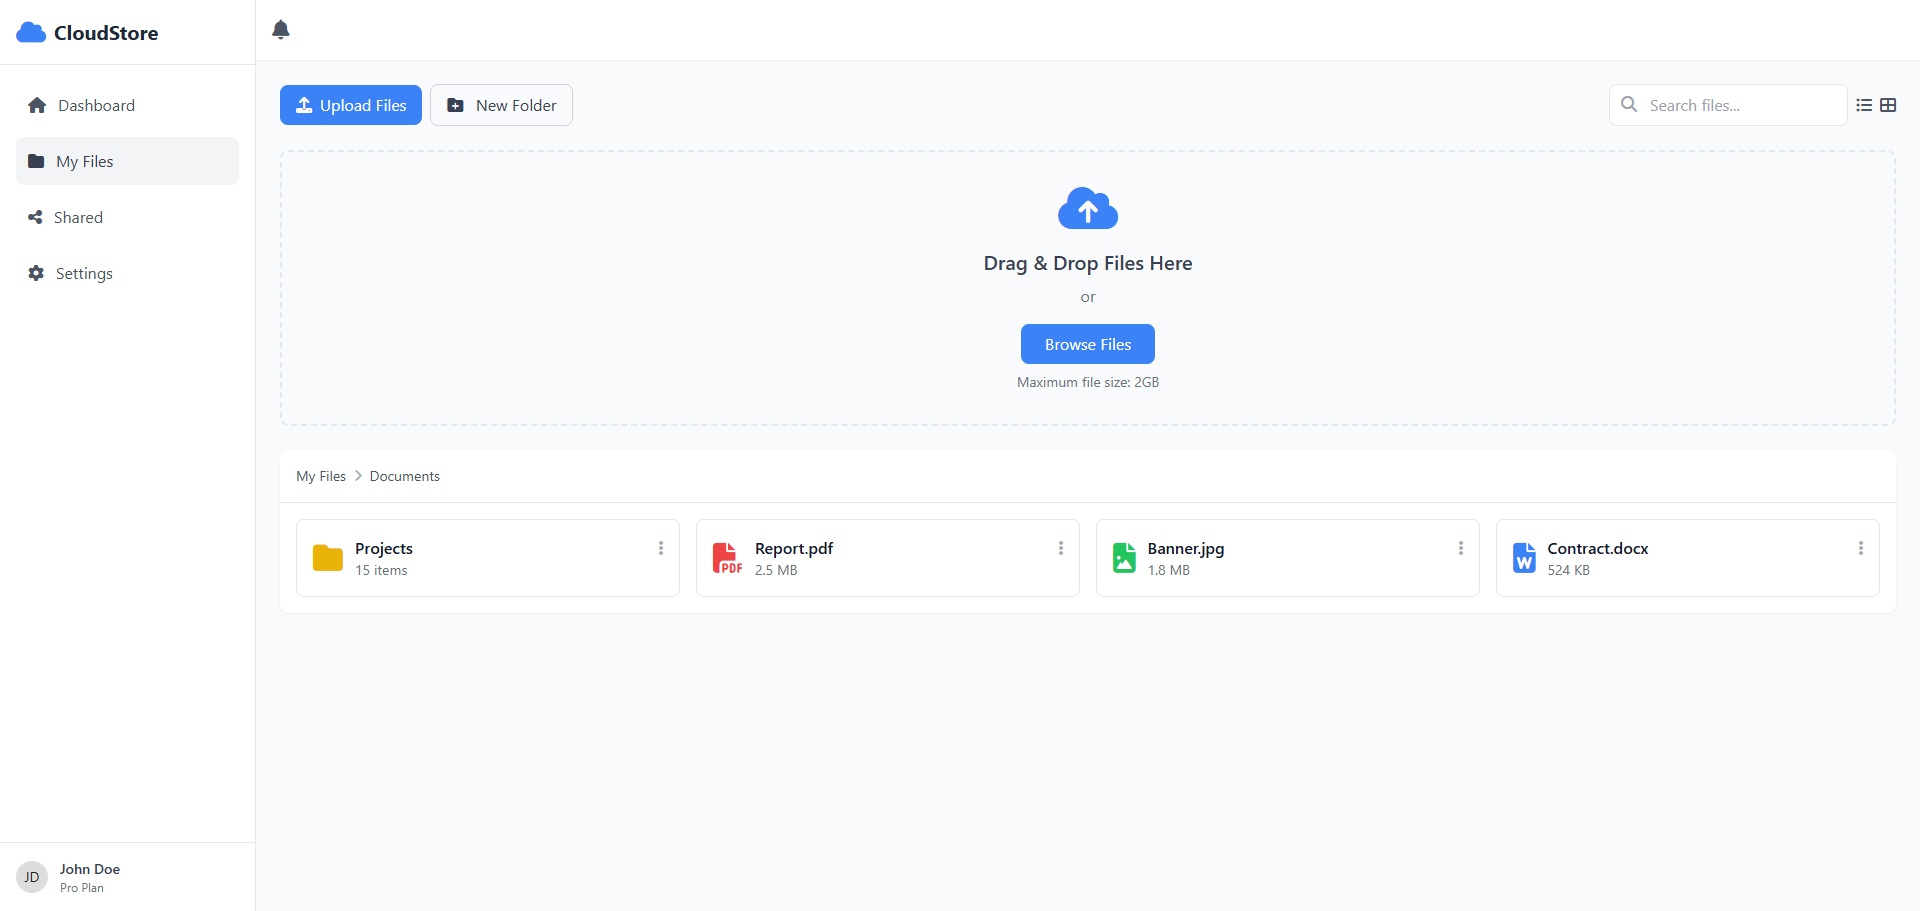 CloudStore
Dashboard
My Files
Shared
Settings
John Doe
Pro Plan
JD
Upload Files
New Folder
Search files...
Drag & Drop Files Here
or
Browse Files
Maximum file size: 2GB
My Files > Documents
Projects
15 items
PDF
Report.pdf
2.5 MB
Banner.jpg
1.8 MB
W
Contract.docx
524 KB